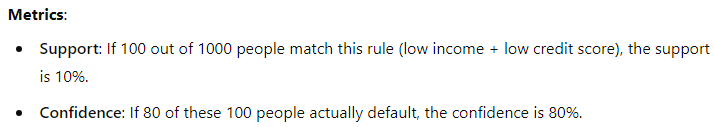 Metrics:
• Support: If 100 out of 1000 people match this rule (low income + low credit score), the support
is 10%.
• Confidence: If 80 of these 100 people actually default, the confidence is 80%.